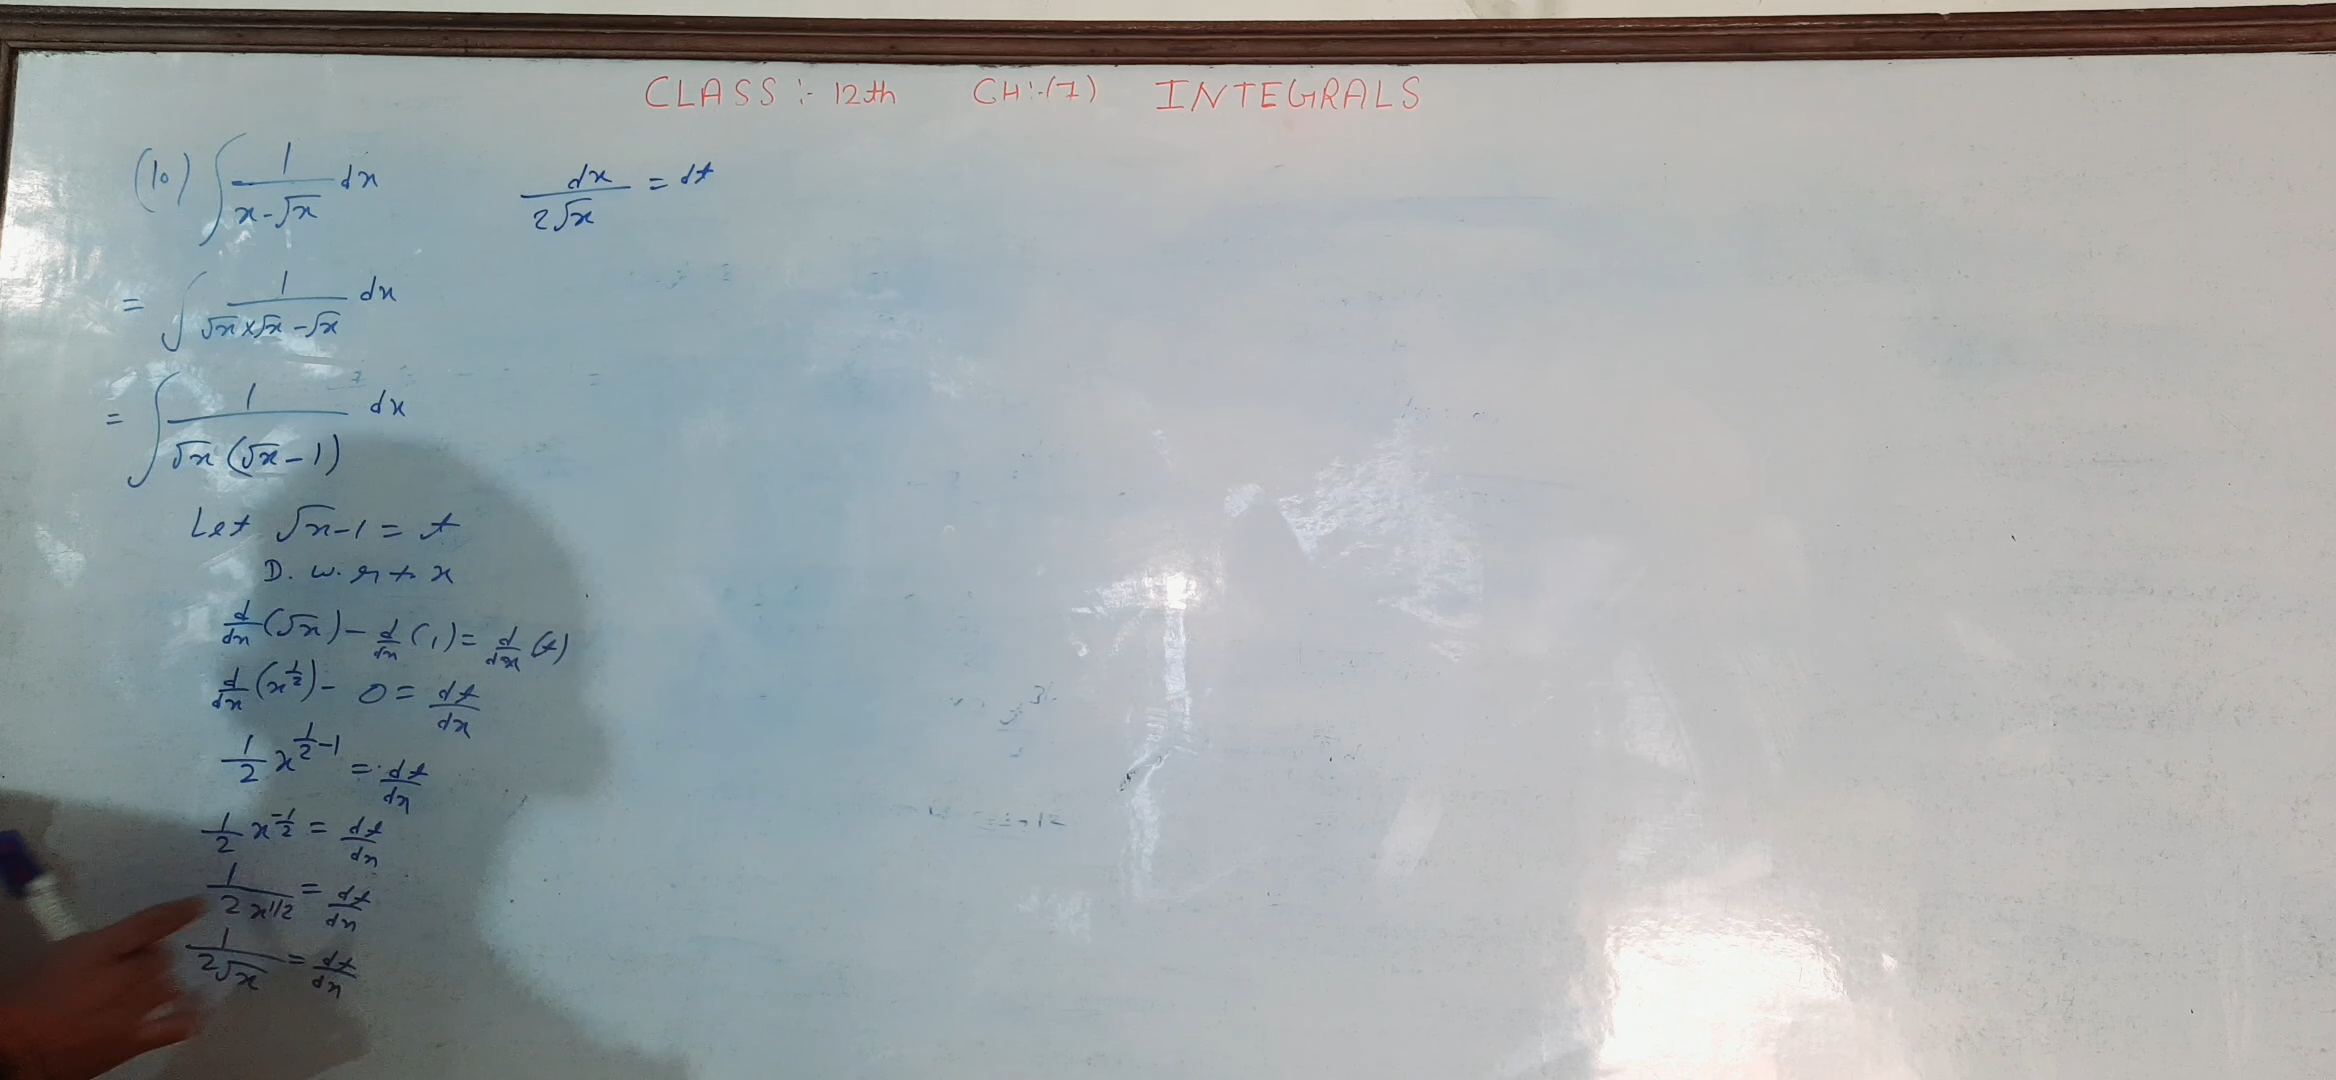 CLASS :- 12th CH:-(7) INTEGRALS
(10) ∫ 1/(x-√x) dx
= ∫ 1/(√x×√x-√x) dx
= ∫ 1/(√x(√x-1)) dx
Let √x-1 = t
D. w. r. t. x
d/dx(√x) - d/dx(1) = d/dx(t)
d/dx(x^1/2) - 0 = dt/dx
1/2 x^(1/2-1) = dt/dx
1/2 x^(-1/2) = dt/dx
1/(2x^1/2) = dt/dx
1/(2√x) = dt/dx
dx/(2√x) = dt